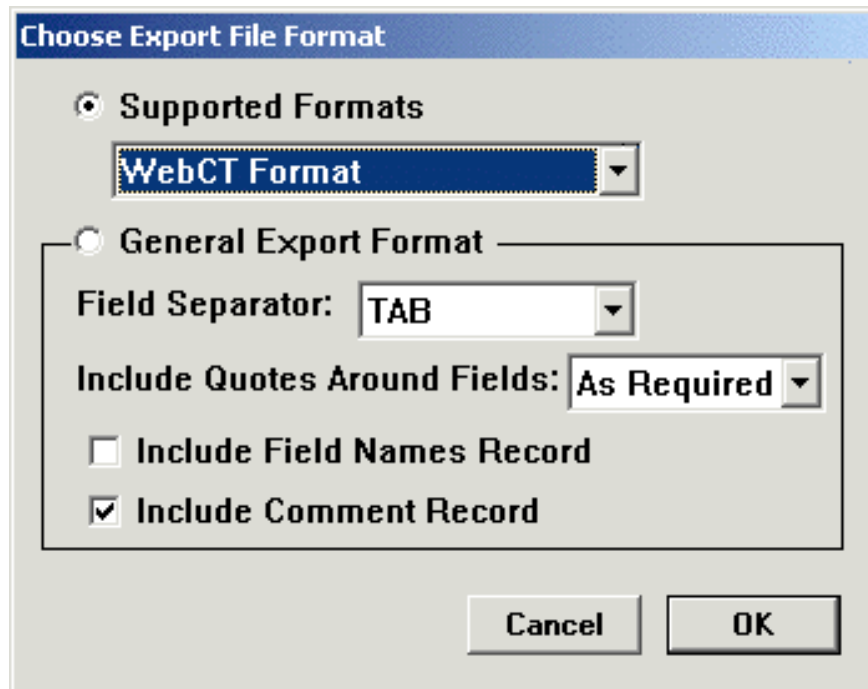 Choose Export File Format
Supported Formats
WebCT Format
General Export Format
Field Separator: TAB
Include Quotes Around Fields: As Required
Include Field Names Record
Include Comment Record
Cancel OK